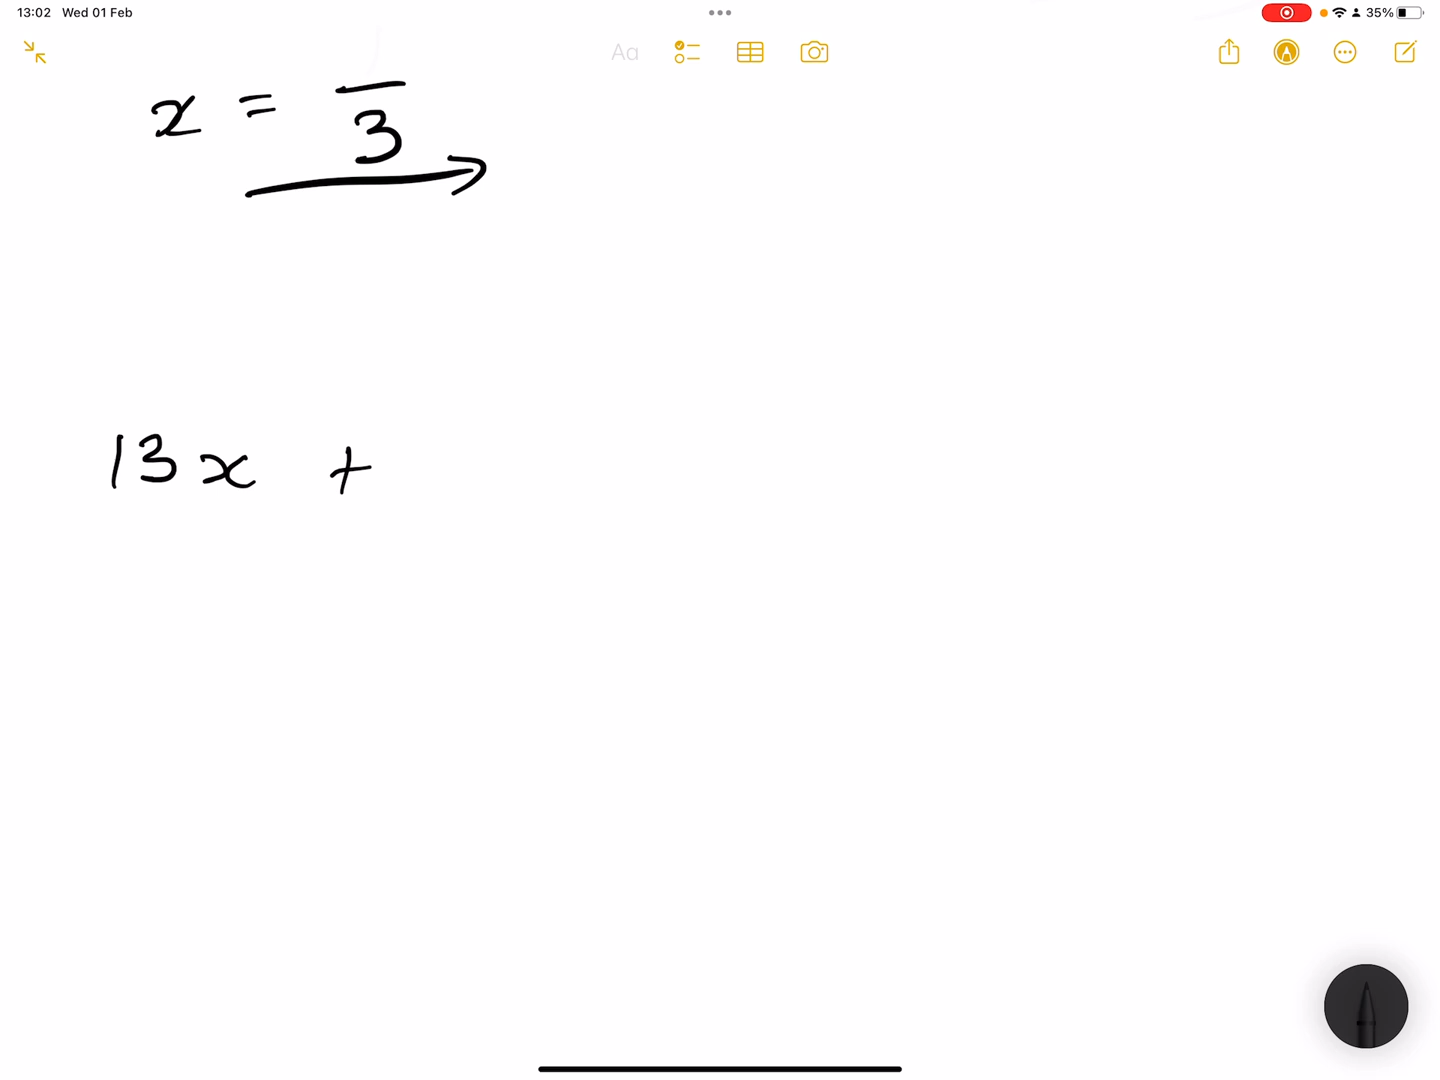 13:02 Wed 01 Feb 35%
Aa
x = —
3
13x +